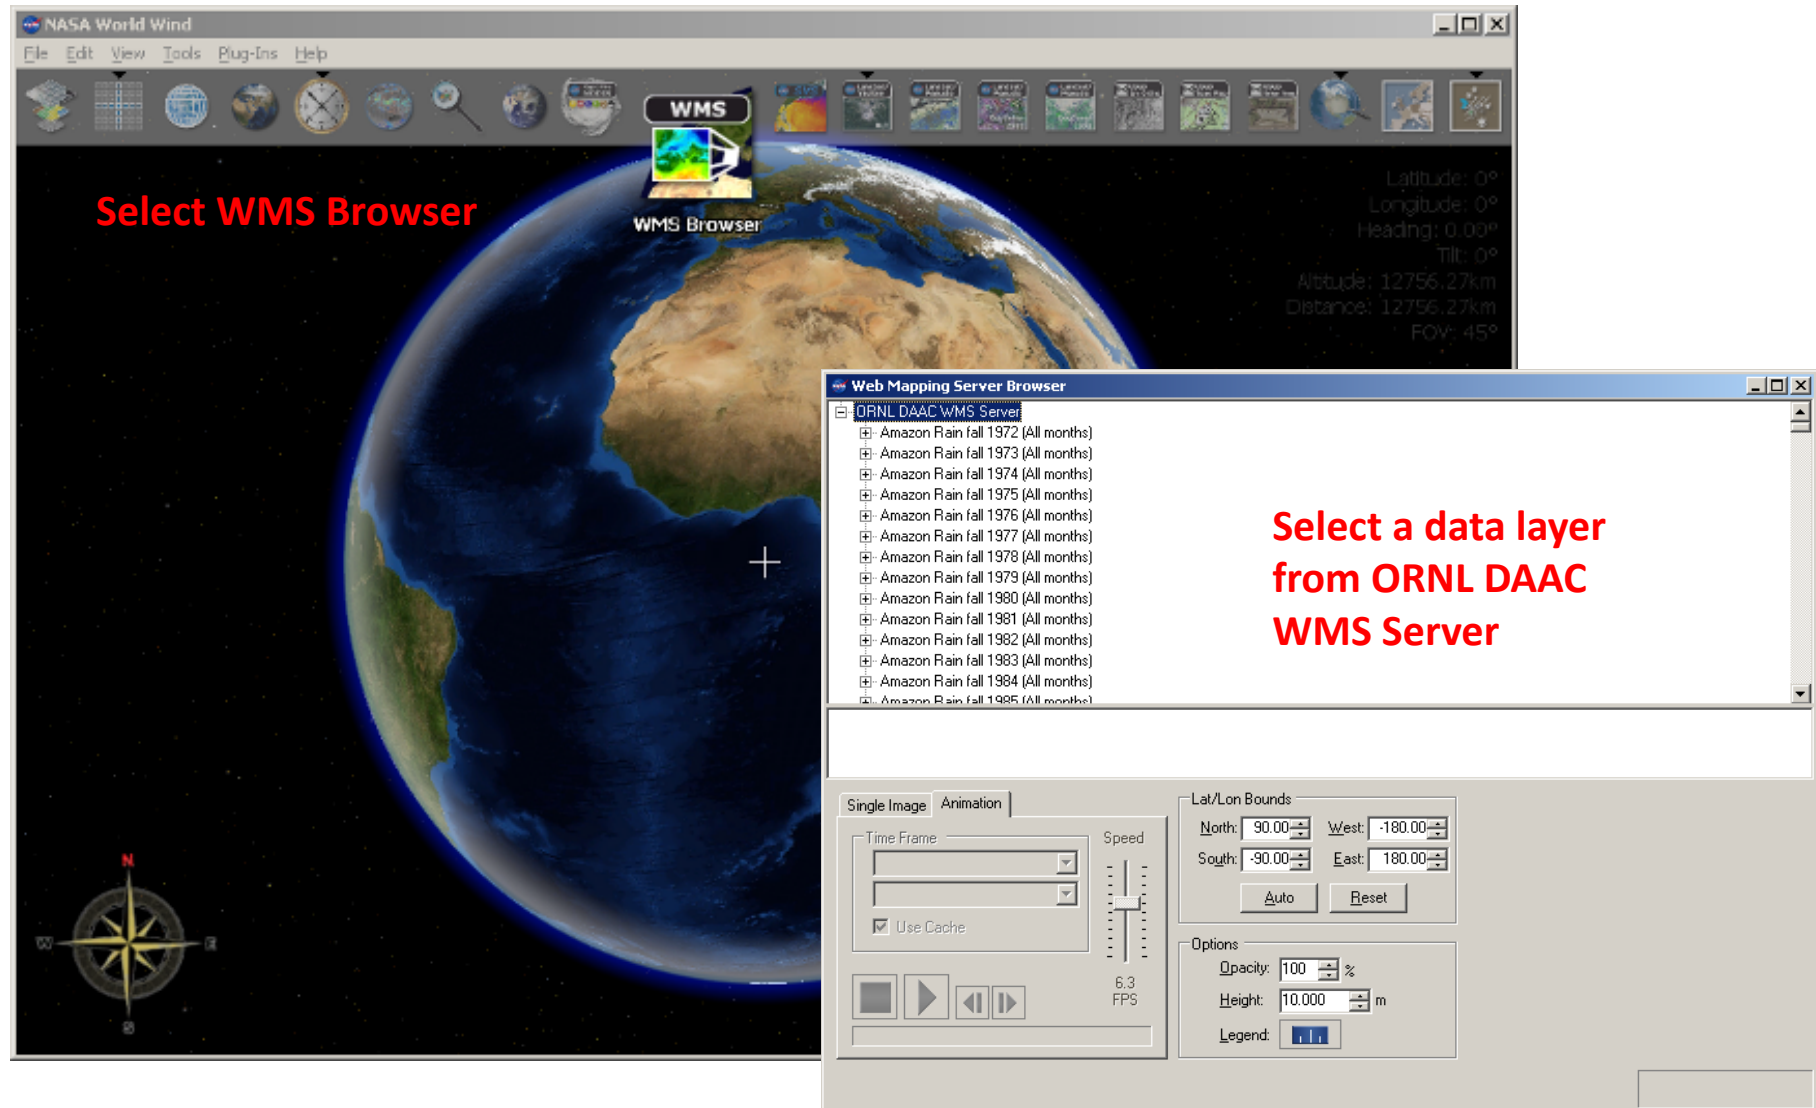 NASA World Wind
File Edit View Tools Plug-Ins Help
WMS
WMS Browser
Select WMS Browser
Latitude: 0°
Longitude: 0°
Heading: 0.00°
Tilt: 0°
Altitude: 12756.27km
Distance: 12756.27km
FOV: 45°
N
W
E
S
Web Mapping Server Browser
ORNL DAAC WMS Server
Amazon Rain fall 1972 (All months)
Amazon Rain fall 1973 (All months)
Amazon Rain fall 1974 (All months)
Amazon Rain fall 1975 (All months)
Amazon Rain fall 1976 (All months)
Amazon Rain fall 1977 (All months)
Amazon Rain fall 1978 (All months)
Amazon Rain fall 1979 (All months)
Amazon Rain fall 1980 (All months)
Amazon Rain fall 1981 (All months)
Amazon Rain fall 1982 (All months)
Amazon Rain fall 1983 (All months)
Amazon Rain fall 1984 (All months)
Amazon Rain fall 1985 (All months)
Select a data layer
from ORNL DAAC
WMS Server
Single Image Animation
Time Frame
Use Cache
Speed
6.3
FPS
Lat/Lon Bounds
North: 90.00 West: -180.00
South: -90.00 East: 180.00
Auto Reset
Options
Opacity: 100 %
Height: 10.000 m
Legend: